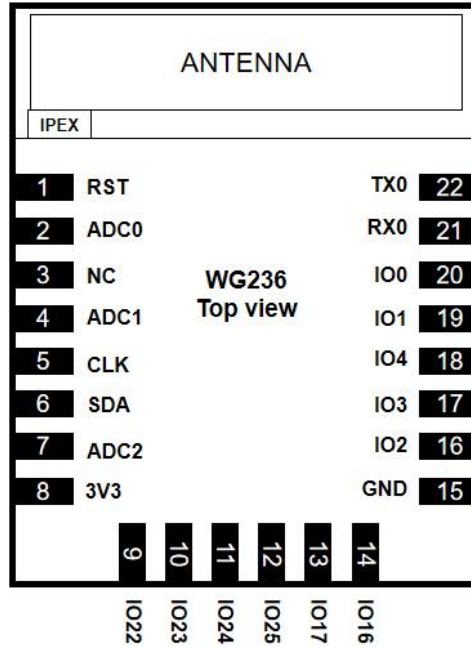 ANTENNA
IPEX
1 RST TX0 22
2 ADC0 RX0 21
3 NC IO0 20
WG236
Top view
4 ADC1 IO1 19
5 CLK IO4 18
6 SDA IO3 17
7 ADC2 IO2 16
8 3V3 GND 15
9 10 11 12 13 14
IO22 IO23 IO24 IO25 IO17 IO16